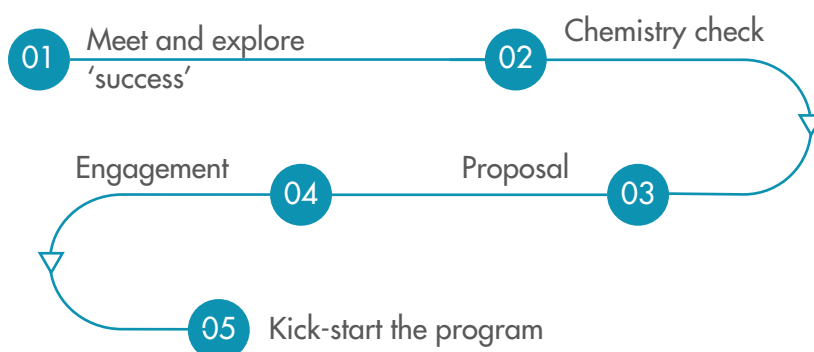 01
Meet and explore
'success'
02
Chemistry check
03
Proposal
04
Engagement
05
Kick-start the program